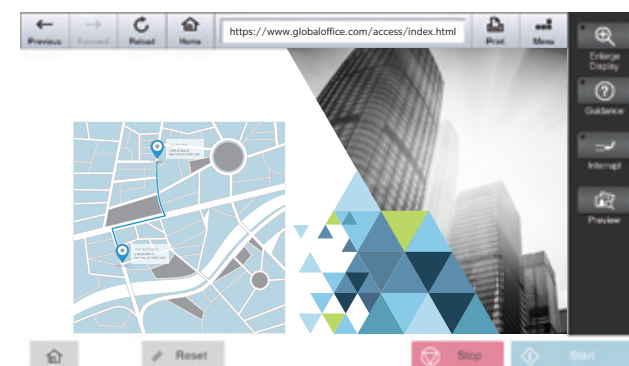 Previous
Forward
Reload
Home
https://www.globaloffice.com/access/index.html
Print
Menu
Enlarge
Display
Guidance
Interrupt
Preview
Reset
Stop
Start